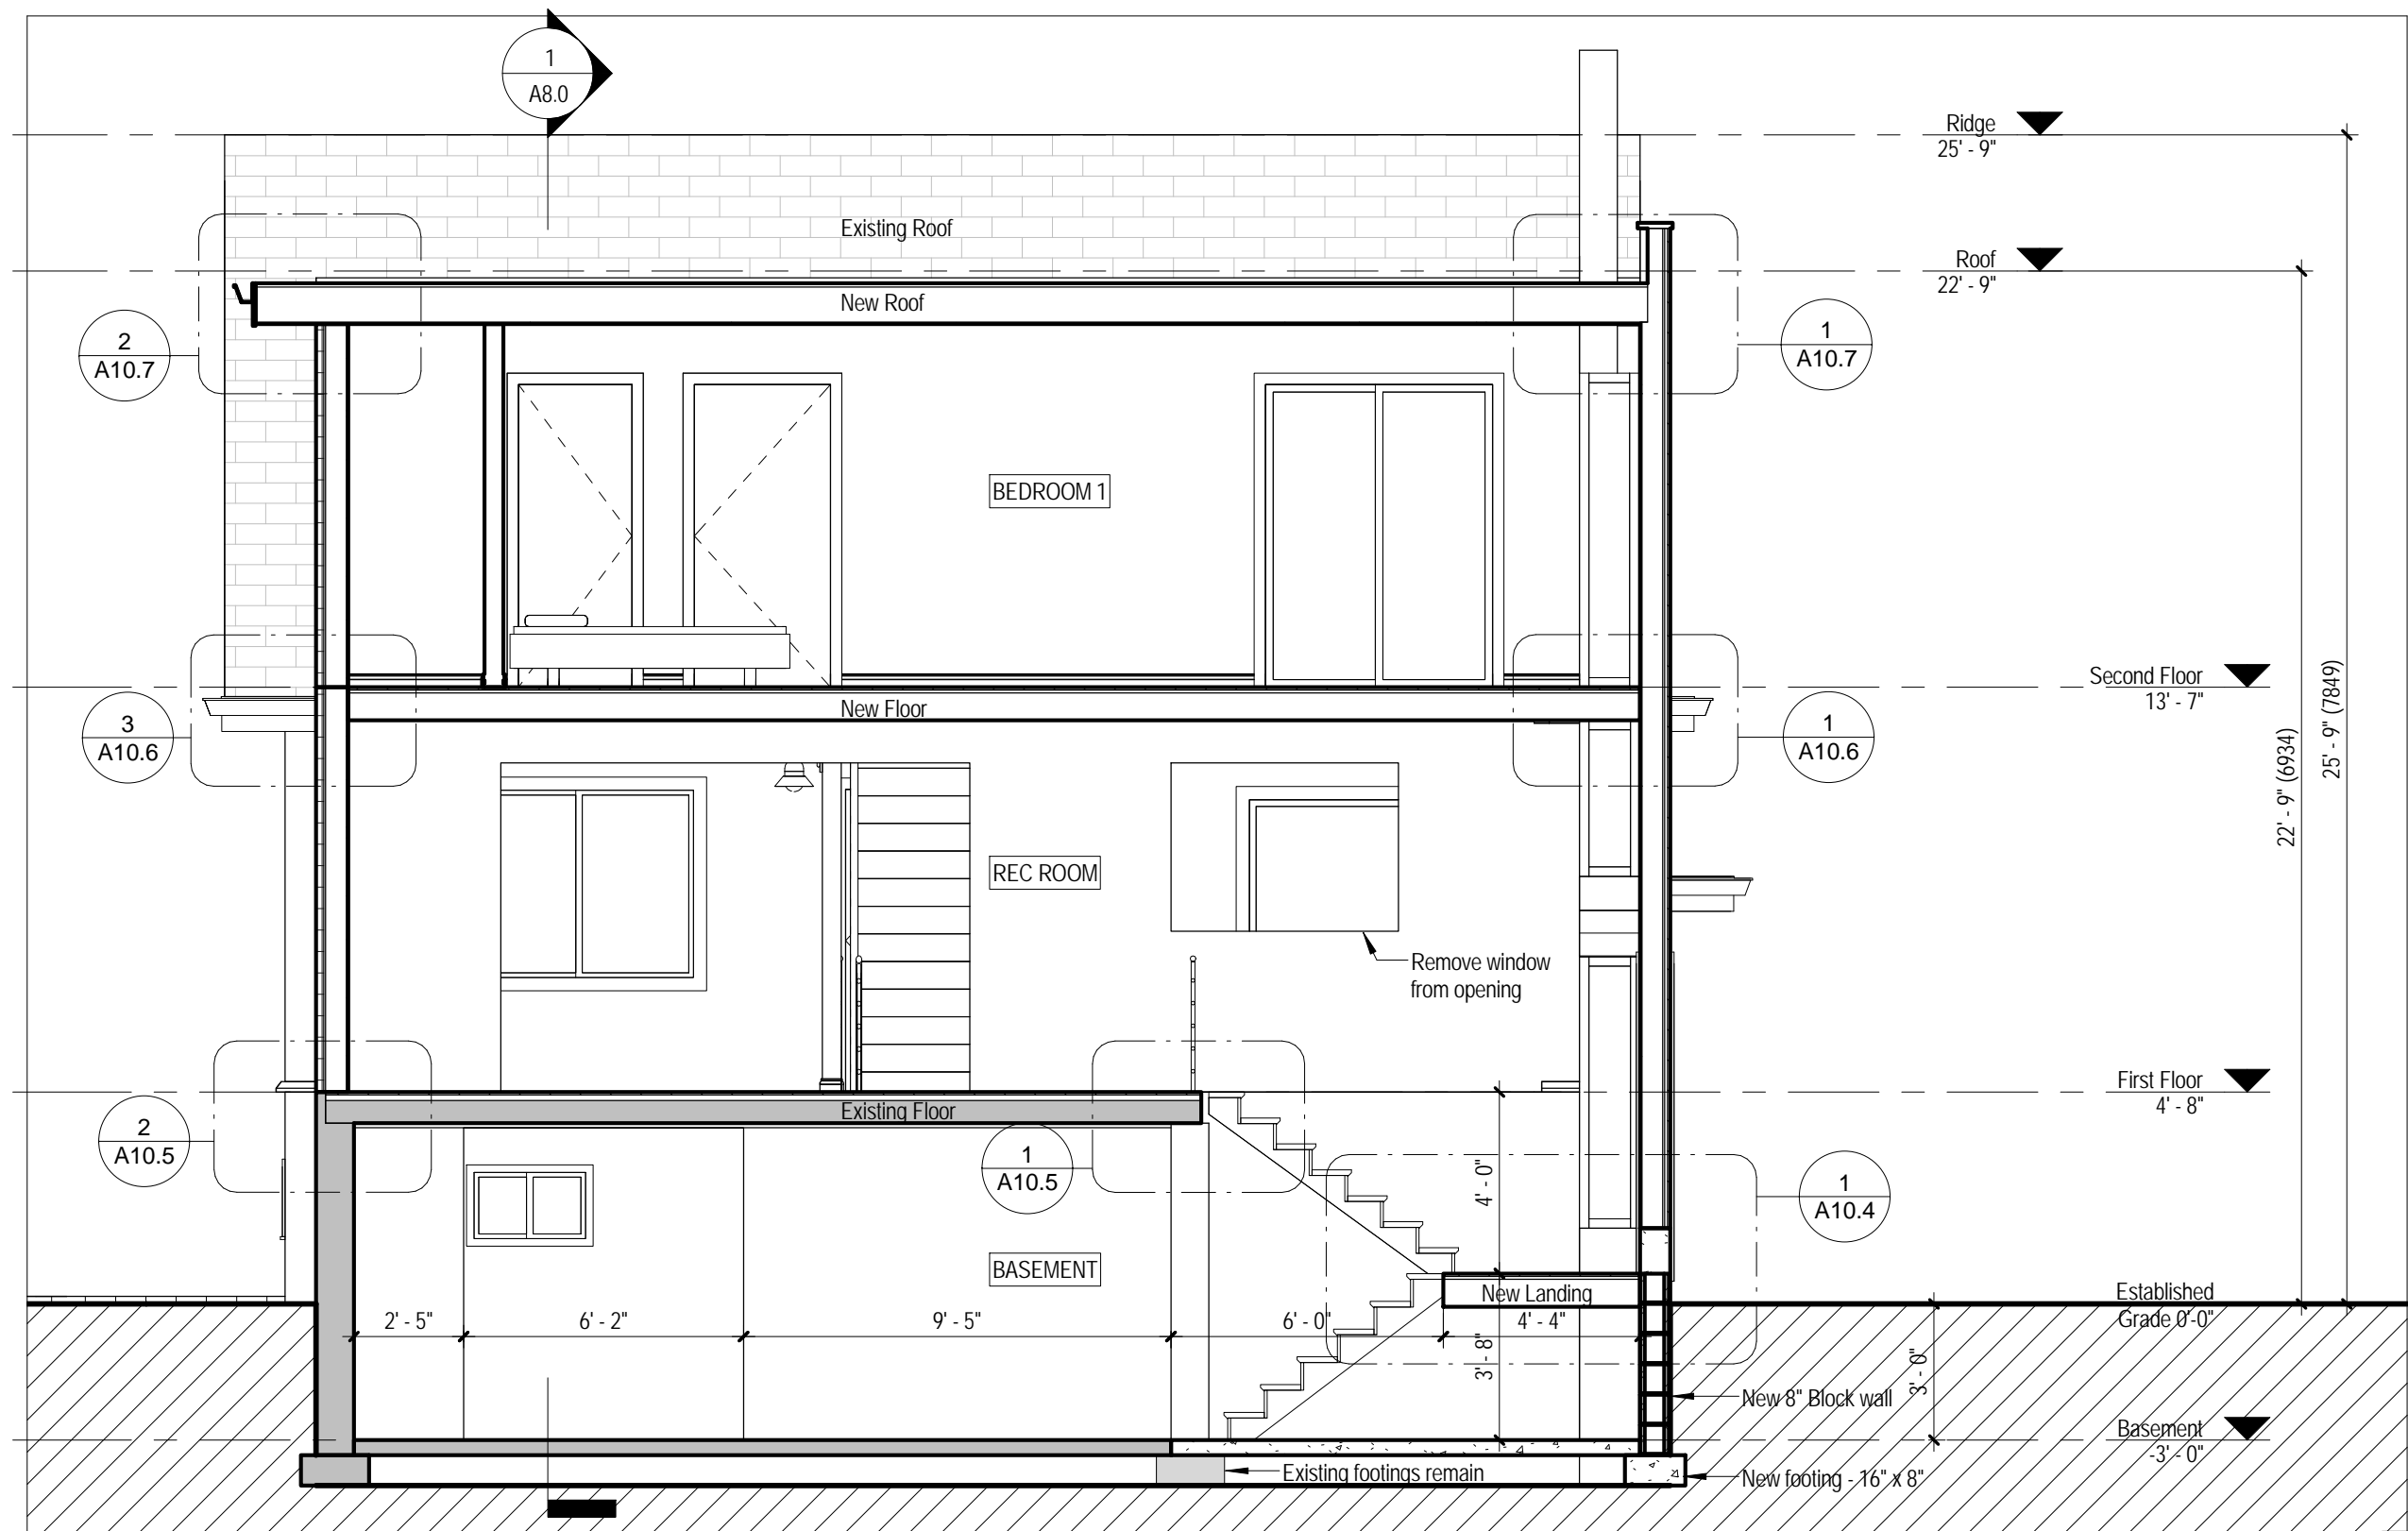 1
A8.0
Ridge
25' - 9"
Existing Roof
Roof
22' - 9"
New Roof
2
A10.7
1
A10.7
BEDROOM 1
Second Floor
13' - 7"
New Floor
3
A10.6
1
A10.6
22' - 9" (6934)
25' - 9" (7849)
REC ROOM
Remove window
from opening
First Floor
4' - 8"
Existing Floor
2
A10.5
1
A10.5
4' - 0"
1
A10.4
BASEMENT
New Landing
Established
Grade 0'-0"
2' - 5"
6' - 2"
9' - 5"
6' - 0"
4' - 4"
3' - 8"
3' - 0"
New 8" Block wall
Basement
-3' - 0"
Existing footings remain
New footing - 16" x 8"